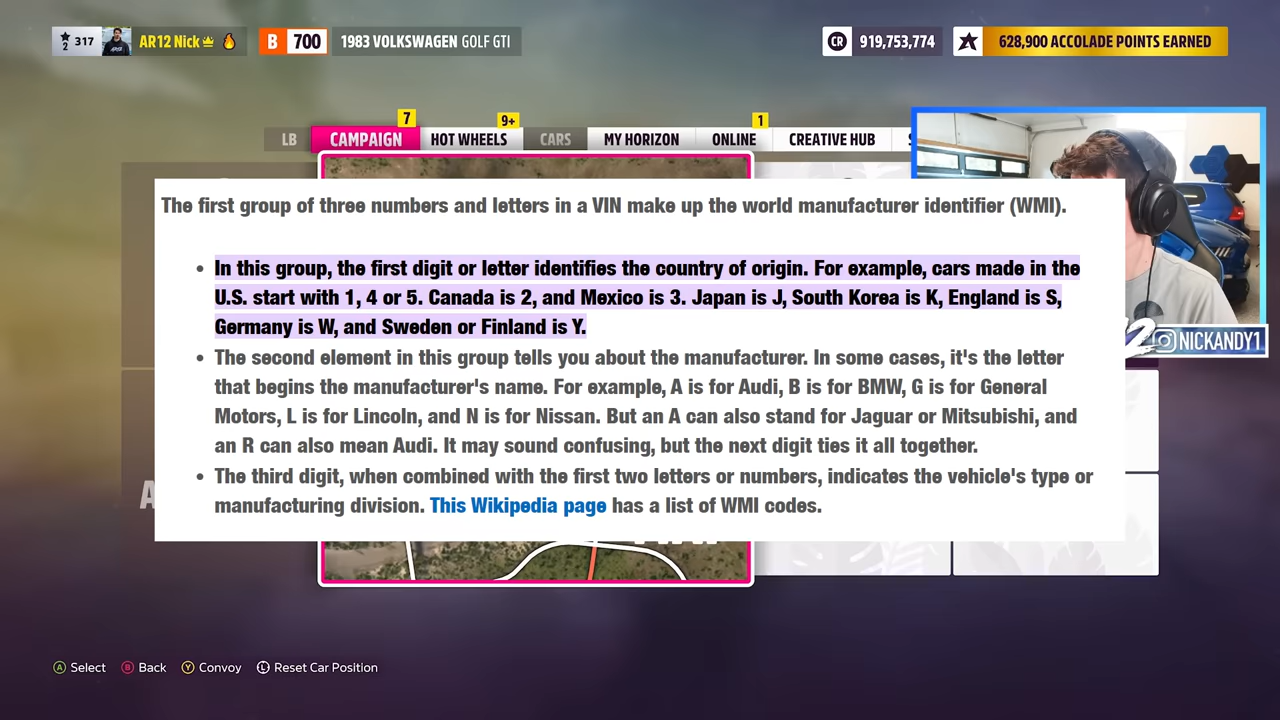 2 317 AR12 Nick B 700 1983 VOLKSWAGEN GOLF GTI CR 919,753,774 628,900 ACCOLADE POINTS EARNED
7 9+ 1
LB CAMPAIGN HOT WHEELS CARS MY HORIZON ONLINE CREATIVE HUB
The first group of three numbers and letters in a VIN make up the world manufacturer identifier (WMI).
• In this group, the first digit or letter identifies the country of origin. For example, cars made in the
U.S. start with 1, 4 or 5. Canada is 2, and Mexico is 3. Japan is J, South Korea is K, England is S,
Germany is W, and Sweden or Finland is Y.
• The second element in this group tells you about the manufacturer. In some cases, it's the letter
that begins the manufacturer's name. For example, A is for Audi, B is for BMW, G is for General
Motors, L is for Lincoln, and N is for Nissan. But an A can also stand for Jaguar or Mitsubishi, and
an R can also mean Audi. It may sound confusing, but the next digit ties it all together.
• The third digit, when combined with the first two letters or numbers, indicates the vehicle's type or
manufacturing division. This Wikipedia page has a list of WMI codes.
NICKANDY1
A Select B Back Y Convoy L Reset Car Position